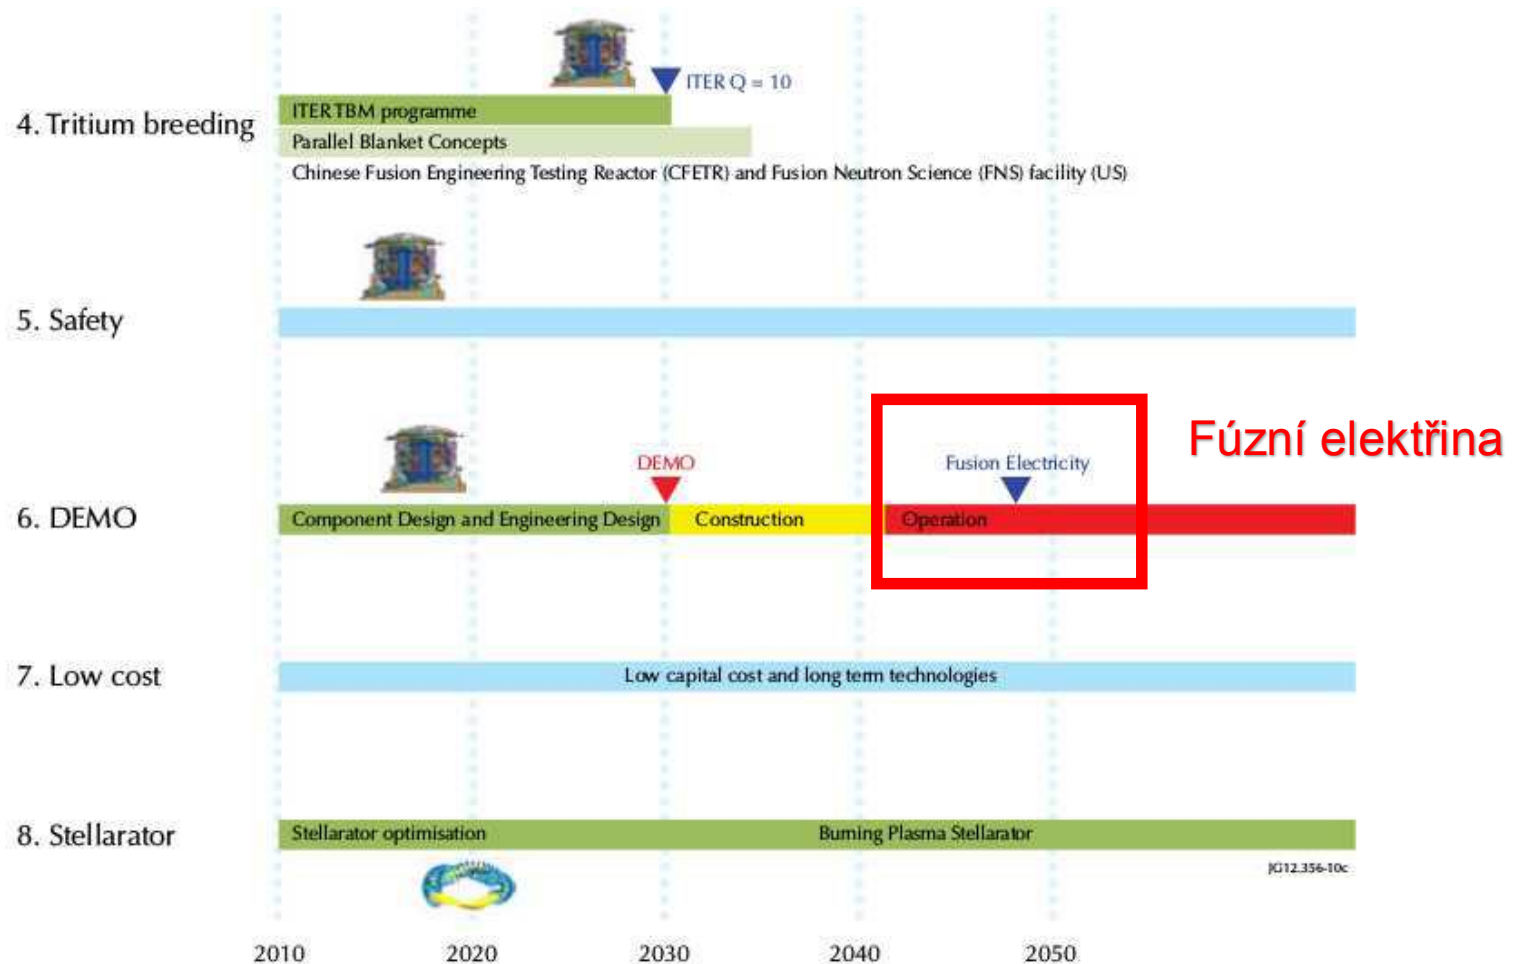 ITER Q = 10
4. Tritium breeding
ITER TBM programme
Parallel Blanket Concepts
Chinese Fusion Engineering Testing Reactor (CFETR) and Fusion Neutron Science (FNS) facility (US)
5. Safety
Fúzní elektřina
DEMO
Fusion Electricity
6. DEMO
Component Design and Engineering Design
Construction
Operation
7. Low cost
Low capital cost and long term technologies
8. Stellarator
Stellarator optimisation
Burning Plasma Stellarator
JG12.356-10c
2010
2020
2030
2040
2050